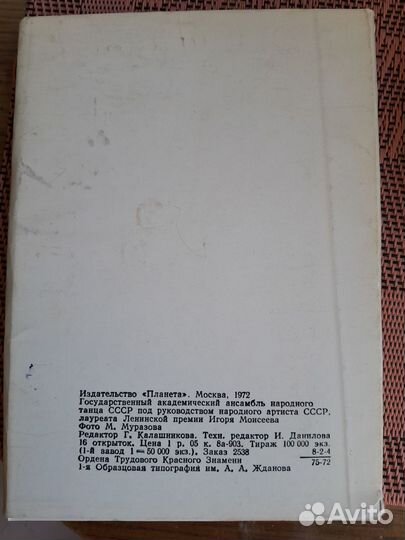 Издательство «Планета». Москва, 1972
Государственный академический ансамбль народного
танца СССР под руководством народного артиста СССР,
лауреата Ленинской премии Игоря Моисеева
Фото М. Муразова
Редактор Г. Калашникова. Техн. редактор И. Данилова
16 открыток. Цена 1 р. 05 к. 8а-903. Тираж 100 000 экз.
(1-й завод 1—50 000 экз.). Заказ 2538 8-2-4
Ордена Трудового Красного Знамени 75-72
1-я Образцовая типография им. А. А. Жданова
Avito